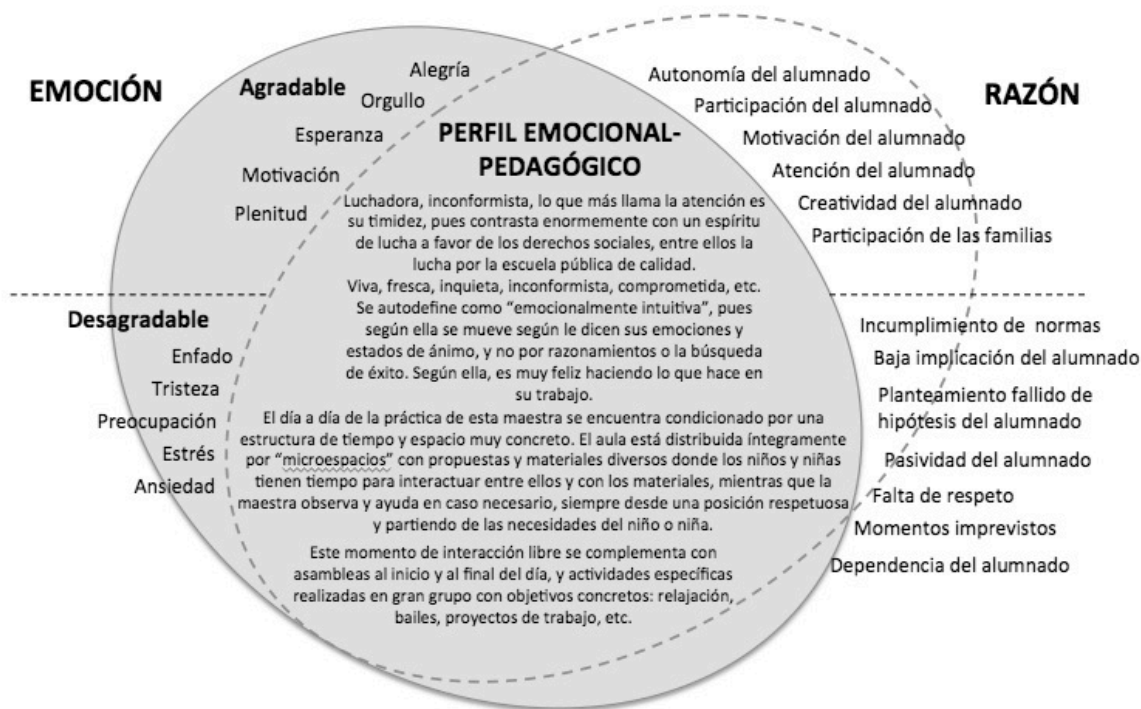 EMOCIÓN
Agradable
Alegría
Orgullo
Esperanza
Motivación
Plenitud
Desagradable
Enfado
Tristeza
Preocupación
Estrés
Ansiedad
PERFIL EMOCIONAL-
PEDAGÓGICO
Luchadora, inconformista, lo que más llama la atención es
su timidez, pues contrasta enormemente con un espíritu
de lucha a favor de los derechos sociales, entre ellos la
lucha por la escuela pública de calidad.
Viva, fresca, inquieta, inconformista, comprometida, etc.
Se autodefine como “emocionalmente intuitiva”, pues
según ella se mueve según le dicen sus emociones y
estados de ánimo, y no por razonamientos o la búsqueda
de éxito. Según ella, es muy feliz haciendo lo que hace en
su trabajo.
El día a día de la práctica de esta maestra se encuentra condicionado por una
estructura de tiempo y espacio muy concreto. El aula está distribuida íntegramente
por “microespacios” con propuestas y materiales diversos donde los niños y niñas
tienen tiempo para interactuar entre ellos y con los materiales, mientras que la
maestra observa y ayuda en caso necesario, siempre desde una posición respetuosa
y partiendo de las necesidades del niño o niña.
Este momento de interacción libre se complementa con
asambleas al inicio y al final del día, y actividades específicas
realizadas en gran grupo con objetivos concretos: relajación,
bailes, proyectos de trabajo, etc.
RAZÓN
Autonomía del alumnado
Participación del alumnado
Motivación del alumnado
Atención del alumnado
Creatividad del alumnado
Participación de las familias
Incumplimiento de normas
Baja implicación del alumnado
Planteamiento fallido de
hipótesis del alumnado
Pasividad del alumnado
Falta de respeto
Momentos imprevistos
Dependencia del alumnado